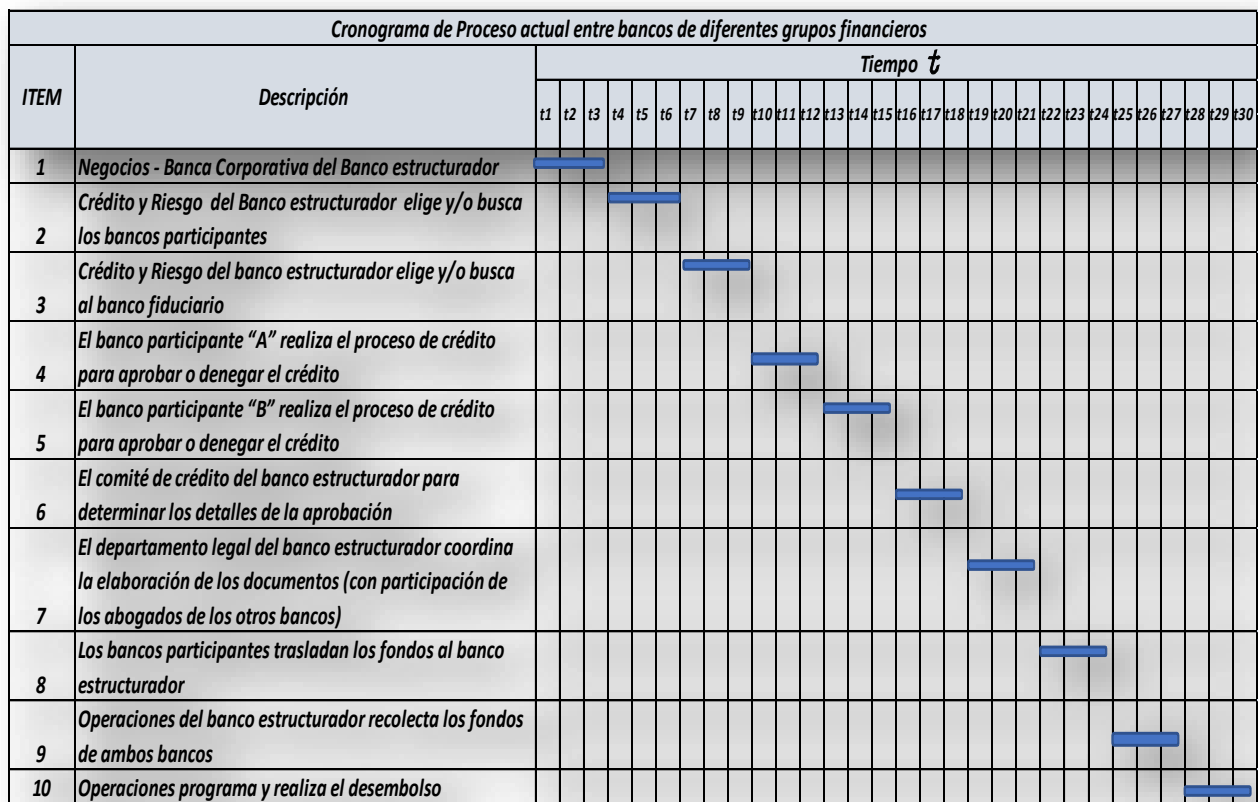 Cronograma de Proceso actual entre bancos de diferentes grupos financieros
ITEM
Descripción
Tiempo t
t1 t2 t3 t4 t5 t6 t7 t8 t9 t10 t11 t12 t13 t14 t15 t16 t17 t18 t19 t20 t21 t22 t23 t24 t25 t26 t27 t28 t29 t30
1 Negocios - Banca Corporativa del Banco estructurador
Crédito y Riesgo del Banco estructurador elige y/o busca
2 los bancos participantes
Crédito y Riesgo del banco estructurador elige y/o busca
3 al banco fiduciario
El banco participante “A” realiza el proceso de crédito
4 para aprobar o denegar el crédito
El banco participante “B” realiza el proceso de crédito
5 para aprobar o denegar el crédito
El comité de crédito del banco estructurador para
6 determinar los detalles de la aprobación
El departamento legal del banco estructurador coordina
la elaboración de los documentos (con participación de
7 los abogados de los otros bancos)
Los bancos participantes trasladan los fondos al banco
8 estructurador
Operaciones del banco estructurador recolecta los fondos
9 de ambos bancos
10 Operaciones programa y realiza el desembolso